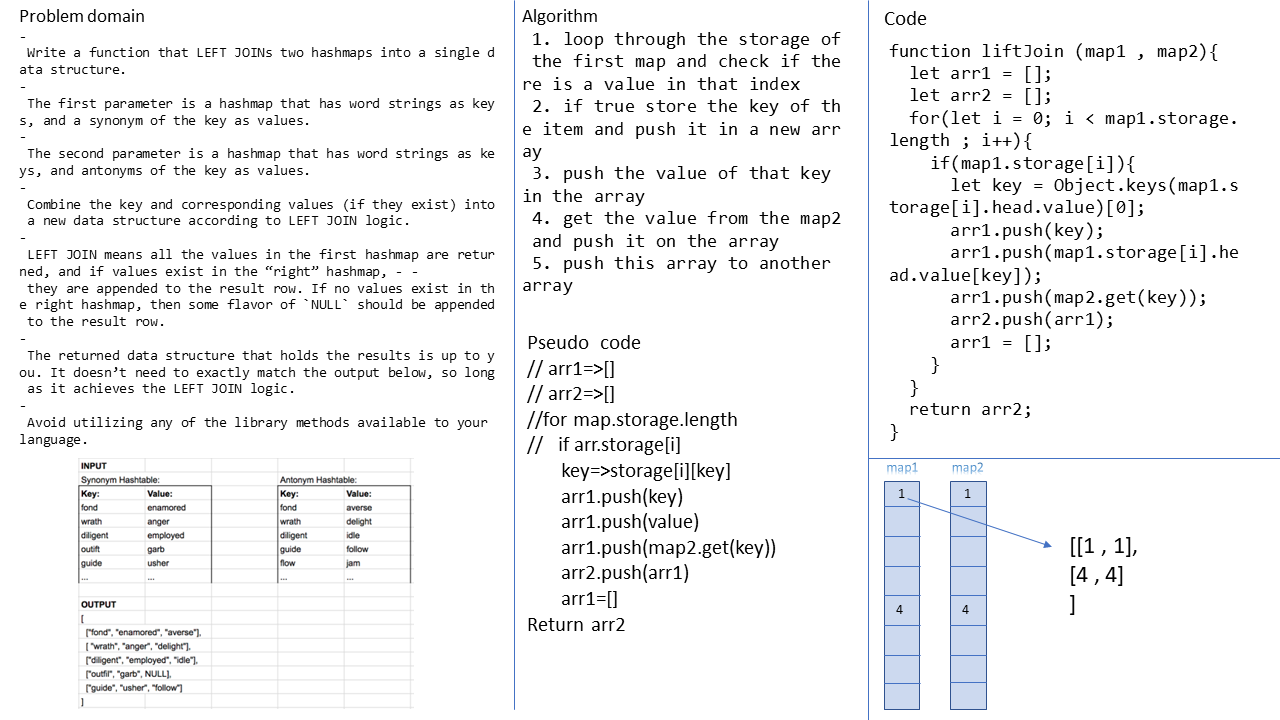 Problem domain
-
Write a function that LEFT JOINs two hashmaps into a single d
ata structure.
-
The first parameter is a hashmap that has word strings as key
s, and a synonym of the key as values.
-
The second parameter is a hashmap that has word strings as ke
ys, and antonyms of the key as values.
-
Combine the key and corresponding values (if they exist) into
a new data structure according to LEFT JOIN logic.
-
LEFT JOIN means all the values in the first hashmap are retur
ned, and if values exist in the “right” hashmap, - -
they are appended to the result row. If no values exist in th
e right hashmap, then some flavor of `NULL` should be appended
to the result row.
-
The returned data structure that holds the results is up to y
ou. It doesn’t need to exactly match the output below, so long
as it achieves the LEFT JOIN logic.
-
Avoid utilizing any of the library methods available to your
language.
INPUT
Synonym Hashtable: Antonym Hashtable:
Key: Value: Key: Value:
fond enamored fond averse
wrath anger wrath delight
diligent employed diligent idle
outift garb guide follow
guide usher flow jam
... ... ... ...
OUTPUT
[
["fond", "enamored", "averse"],
[ "wrath", "anger", "delight"],
["diligent", "employed", "idle"],
["outfil", "garb", NULL],
["guide", "usher", "follow"]
]
Algorithm
1. loop through the storage of
the first map and check if the
re is a value in that index
2. if true store the key of th
e item and push it in a new arr
ay
3. push the value of that key
in the array
4. get the value from the map2
and push it on the array
5. push this array to another
array
Pseudo code
// arr1=>[]
// arr2=>[]
//for map.storage.length
// if arr.storage[i]
key=>storage[i][key]
arr1.push(key)
arr1.push(value)
arr1.push(map2.get(key))
arr2.push(arr1)
arr1=[]
Return arr2
Code
function liftJoin (map1 , map2){
let arr1 = [];
let arr2 = [];
for(let i = 0; i < map1.storage.
length ; i++){
if(map1.storage[i]){
let key = Object.keys(map1.s
torage[i].head.value)[0];
arr1.push(key);
arr1.push(map1.storage[i].he
ad.value[key]);
arr1.push(map2.get(key));
arr2.push(arr1);
arr1 = [];
}
}
return arr2;
}
map1 map2
1 1
[[1 , 1],
[4 , 4]
]
4 4